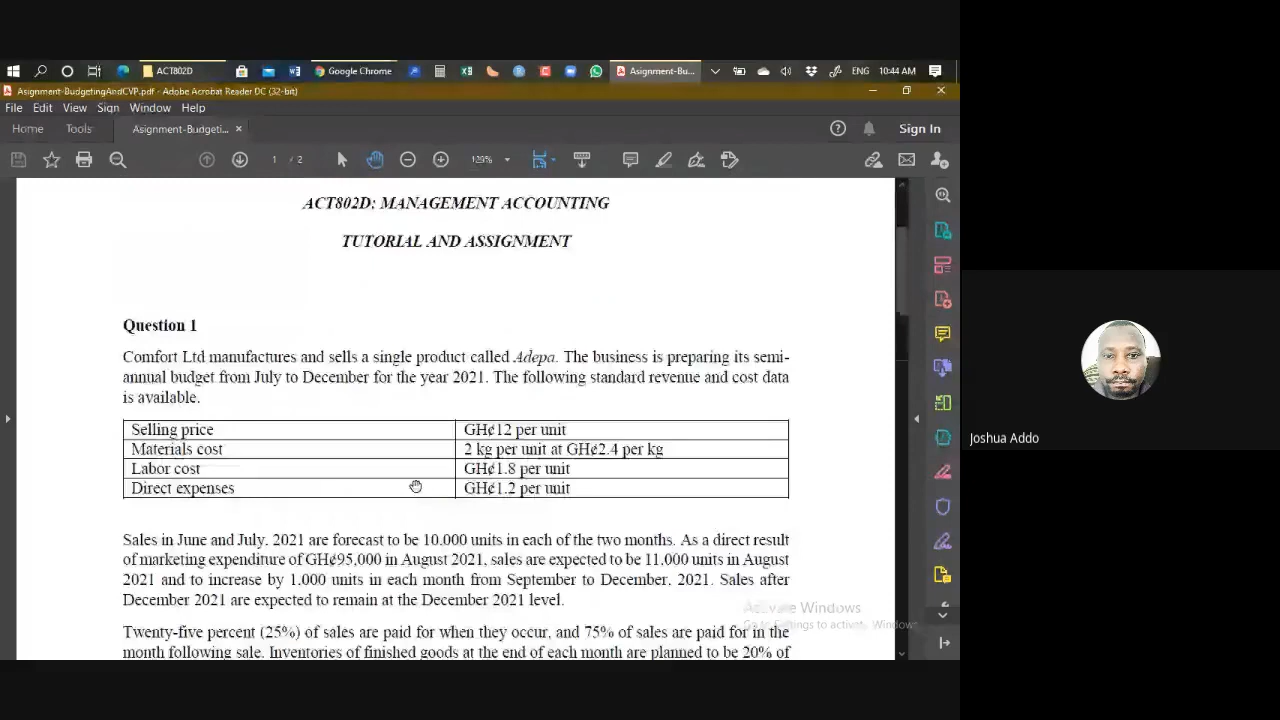 ACT802D
Google Chrome
Asignment-Bu...
ENG
10:44 AM
Asignment-BudgetingAndCVP.pdf - Adobe Acrobat Reader DC (32-bit)
File Edit View Sign Window Help
Home Tools Asignment-Budgeti... × Sign In
1 / 2 129%
ACT802D: MANAGEMENT ACCOUNTING
TUTORIAL AND ASSIGNMENT
Question 1
Comfort Ltd manufactures and sells a single product called Adepa. The business is preparing its semi-
annual budget from July to December for the year 2021. The following standard revenue and cost data
is available.
Selling price GH₵12 per unit
Materials cost 2 kg per unit at GH₵2.4 per kg
Labor cost GH₵1.8 per unit
Direct expenses GH₵1.2 per unit
Sales in June and July, 2021 are forecast to be 10,000 units in each of the two months. As a direct result
of marketing expenditure of GH₵95,000 in August 2021, sales are expected to be 11,000 units in August
2021 and to increase by 1,000 units in each month from September to December, 2021. Sales after
December 2021 are expected to remain at the December 2021 level.
Twenty-five percent (25%) of sales are paid for when they occur, and 75% of sales are paid for in the
month following sale. Inventories of finished goods at the end of each month are planned to be 20% of
Activate Windows
Go to Settings to activate Windows
Joshua Addo